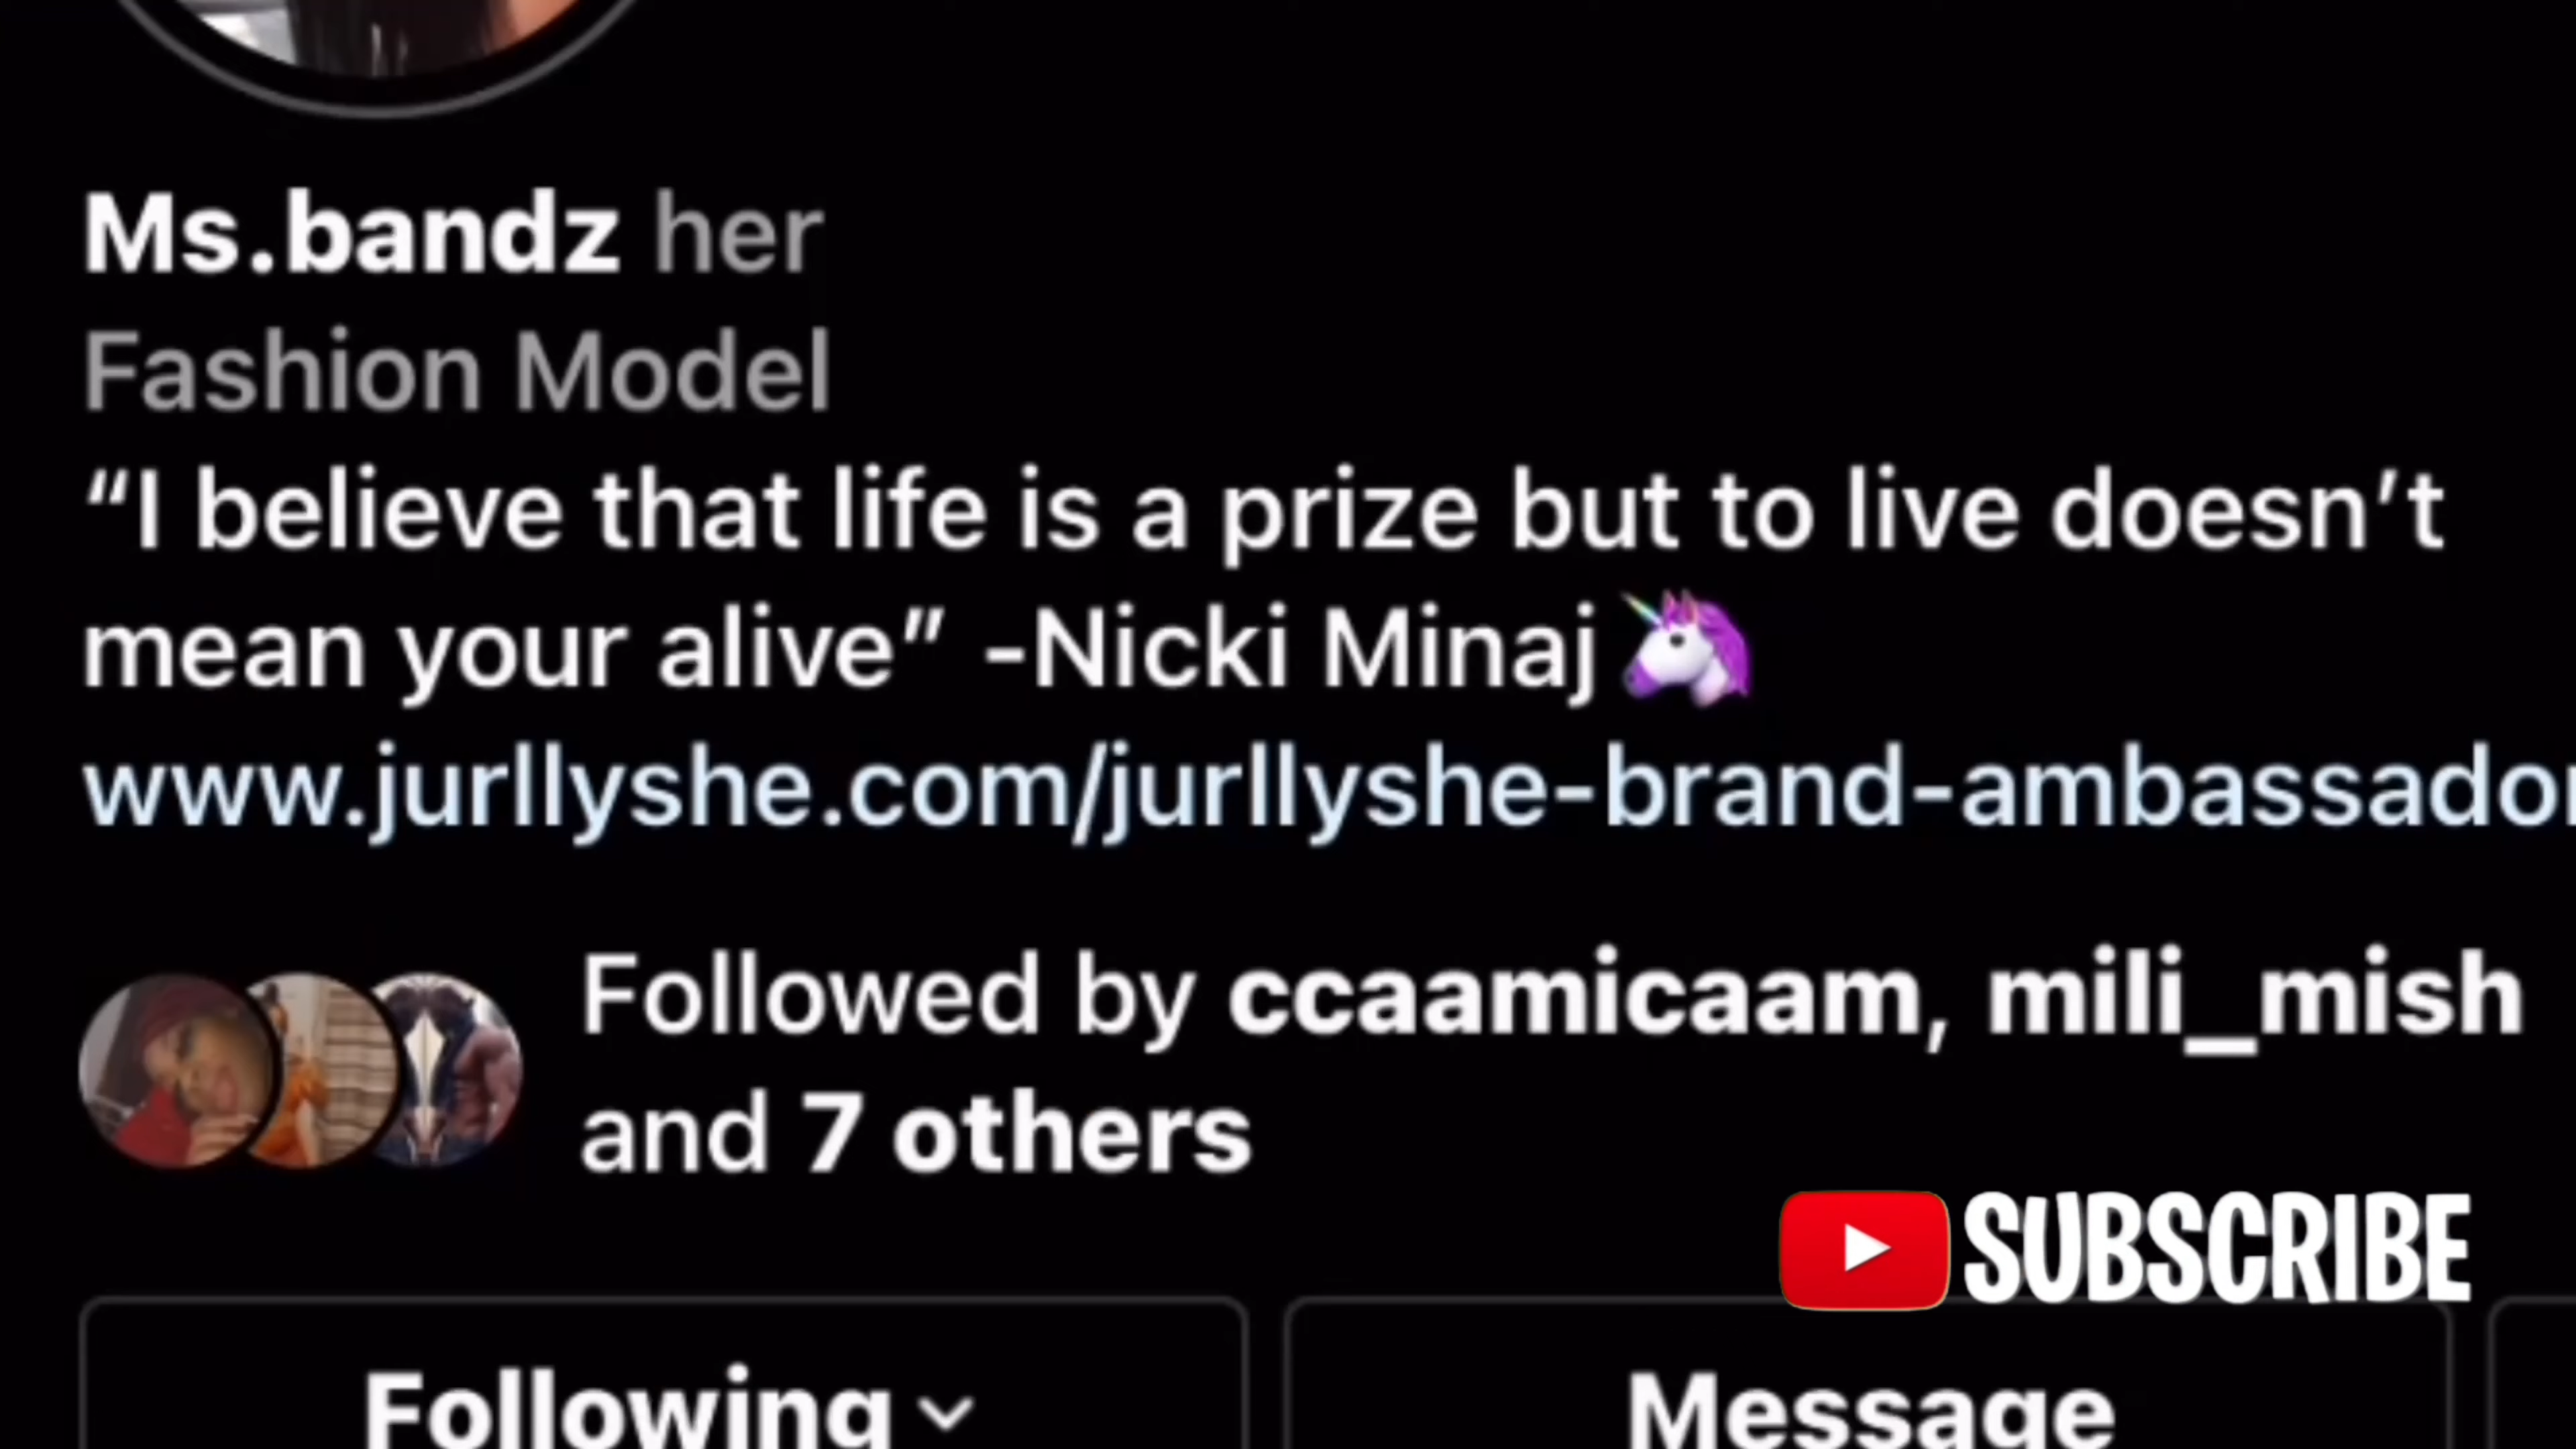 Ms.bandz her
Fashion Model
“I believe that life is a prize but to live doesn’t
mean your alive” -Nicki Minaj
www.jurllyshe.com/jurllyshe-brand-ambassador
Followed by ccaamicaam, mili_mish
and 7 others
SUBSCRIBE
Following
Message